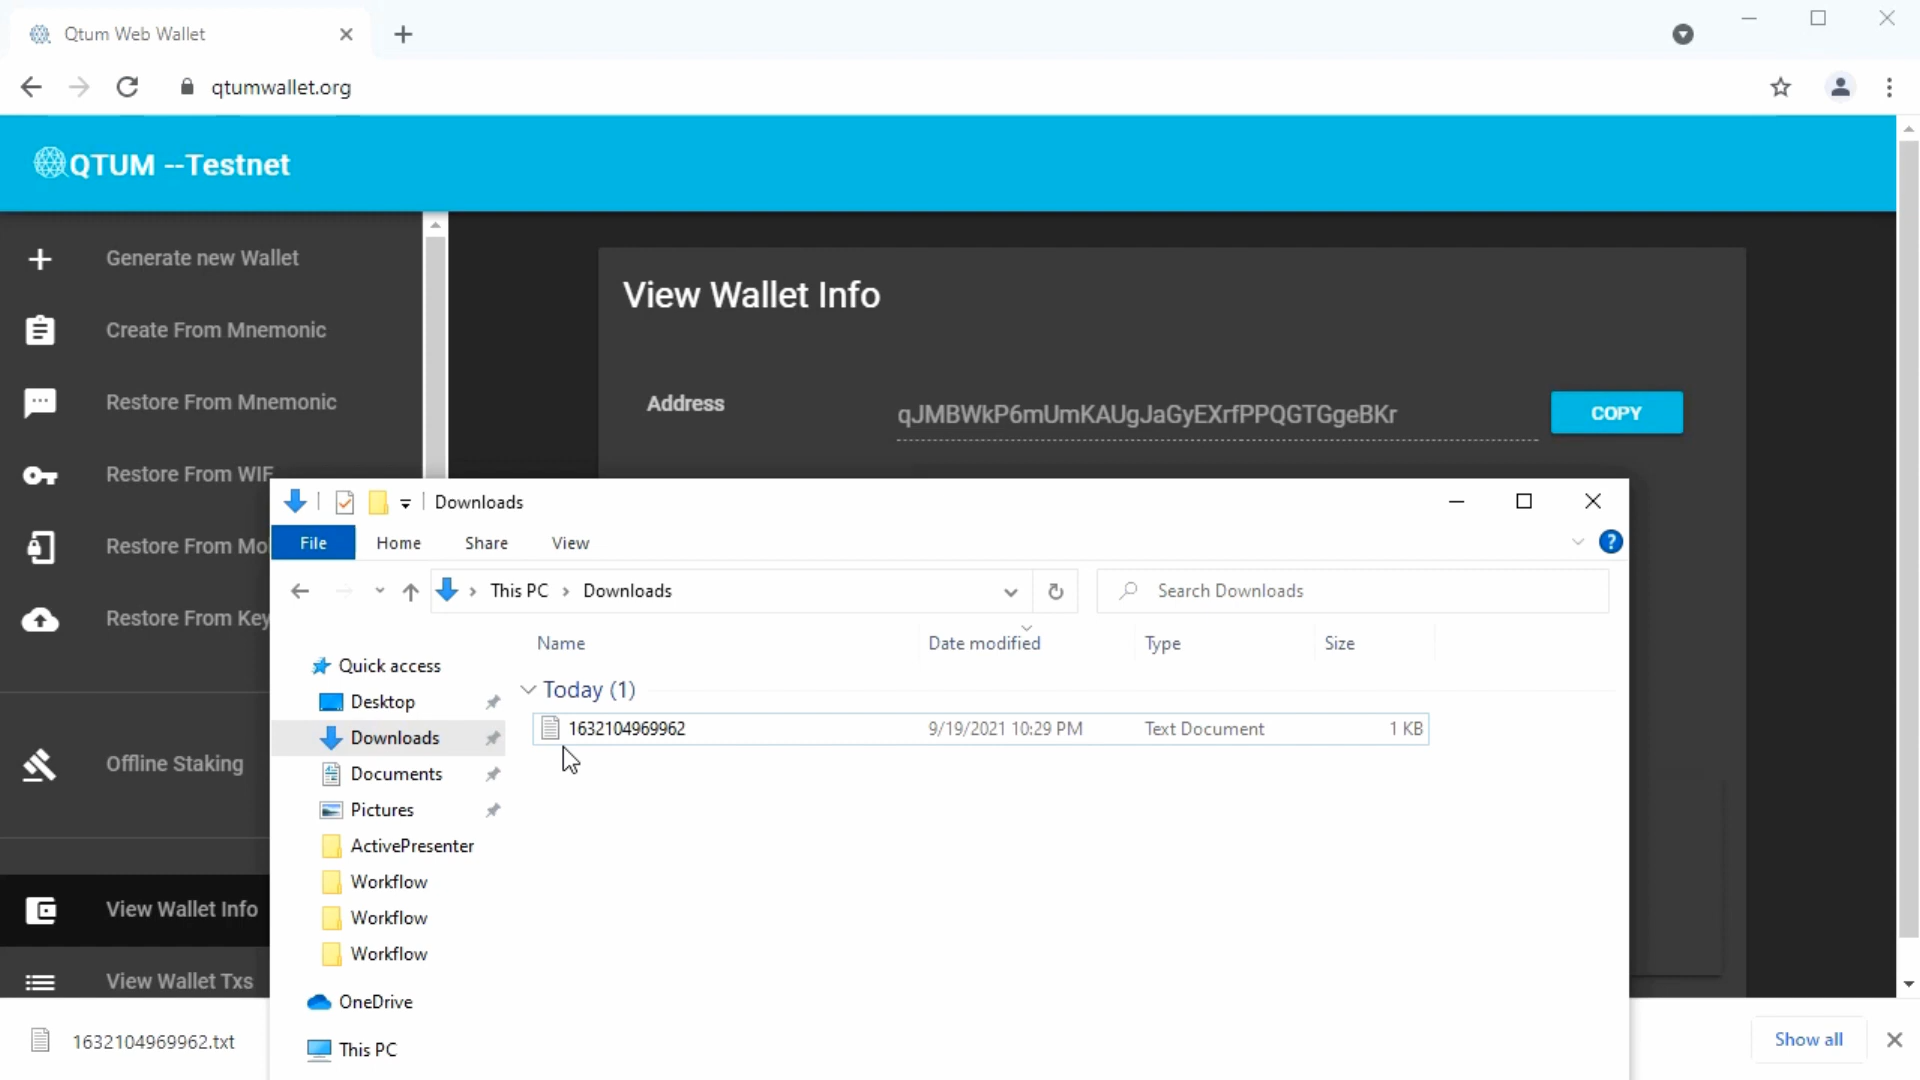 Qtum Web Wallet
qtumwallet.org
QTUM --Testnet
Generate new Wallet
Create From Mnemonic
Restore From Mnemonic
Restore From WIF
Restore From Mo
Restore From Key
Offline Staking
View Wallet Info
View Wallet Txs
View Wallet Info
Address
qJMBWkP6mUmKAUgJaGyEXrfPPQGTGgeBKr
COPY
Downloads
File Home Share View
This PC > Downloads
Search Downloads
Name Date modified Type Size
Quick access
Desktop
Downloads
Documents
Pictures
ActivePresenter
Workflow
Workflow
Workflow
OneDrive
This PC
Today (1)
1632104969962 9/19/2021 10:29 PM Text Document 1 KB
1632104969962.txt
Show all